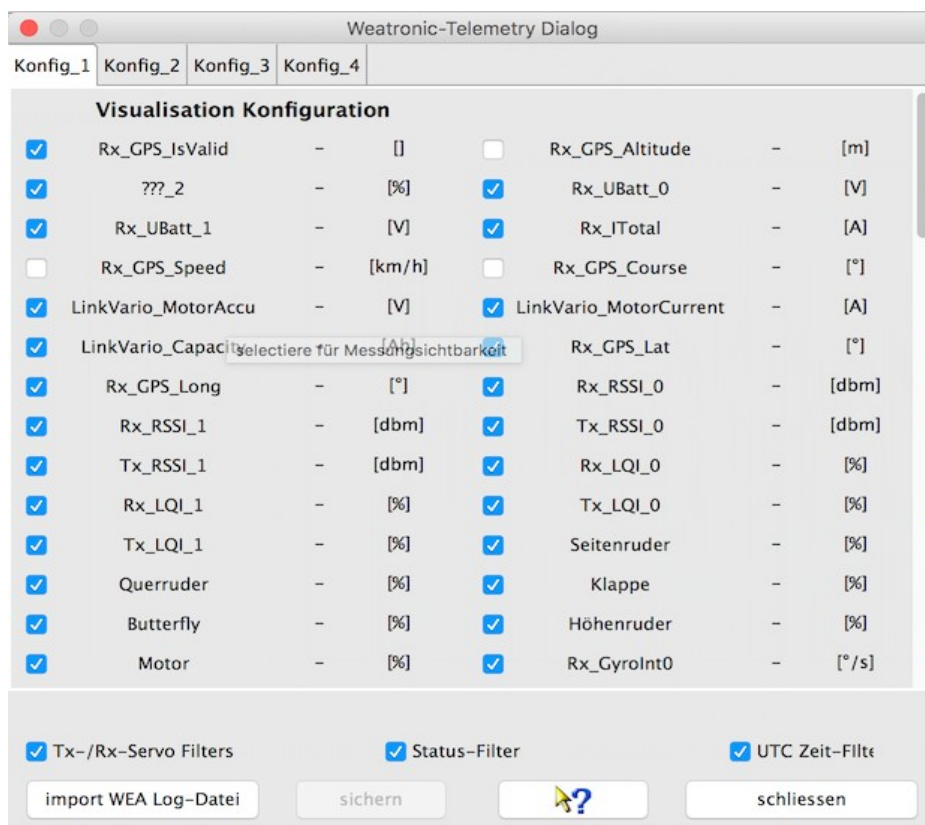 Weatronic-Telemetry Dialog
Konfig_1 Konfig_2 Konfig_3 Konfig_4
Visualisation Konfiguration
Rx_GPS_IsValid - [] Rx_GPS_Altitude - [m]
???_2 - [%] Rx_UBatt_0 - [V]
Rx_UBatt_1 - [V] Rx_ITotal - [A]
Rx_GPS_Speed - [km/h] Rx_GPS_Course - [°]
LinkVario_MotorAccu - [V] LinkVario_MotorCurrent - [A]
LinkVario_Capacity - [Ah] Rx_GPS_Lat - [°]
selectiere für Messungsichtbarkeit
Rx_GPS_Long - [°] Rx_RSSI_0 - [dbm]
Rx_RSSI_1 - [dbm] Tx_RSSI_0 - [dbm]
Tx_RSSI_1 - [dbm] Rx_LQI_0 - [%]
Rx_LQI_1 - [%] Tx_LQI_0 - [%]
Tx_LQI_1 - [%] Seitenruder - [%]
Querruder - [%] Klappe - [%]
Butterfly - [%] Höhenruder - [%]
Motor - [%] Rx_GyroInt0 - [°/s]
Tx-/Rx-Servo Filters Status-Filter UTC Zeit-FIlte
import WEA Log-Datei sichern ? schliessen